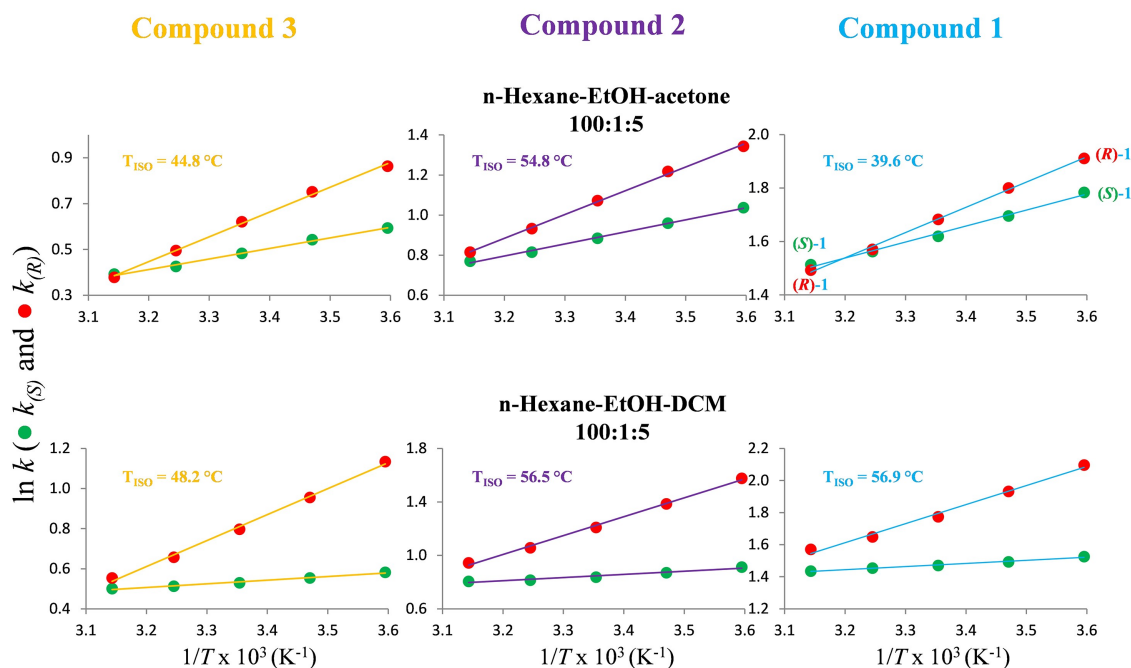 Compound 3
Compound 2
Compound 1
n-Hexane-EtOH-acetone
100:1:5
ln k (● k(S) and ● k(R))
0.9
0.7
0.5
0.3
T_ISO = 44.8 °C
3.1 3.2 3.3 3.4 3.5 3.6
1.4
1.2
1.0
0.8
0.6
T_ISO = 54.8 °C
3.1 3.2 3.3 3.4 3.5 3.6
2.0
1.8
1.6
1.4
T_ISO = 39.6 °C
(R)-1
(S)-1
(S)-1
(R)-1
3.1 3.2 3.3 3.4 3.5 3.6
n-Hexane-EtOH-DCM
100:1:5
1.2
1.0
0.8
0.6
0.4
T_ISO = 48.2 °C
3.1 3.2 3.3 3.4 3.5 3.6
1/T x 10³ (K⁻¹)
1.8
1.4
1.0
0.6
T_ISO = 56.5 °C
3.1 3.2 3.3 3.4 3.5 3.6
1/T x 10³ (K⁻¹)
2.2
2.0
1.8
1.6
1.4
1.2
T_ISO = 56.9 °C
3.1 3.2 3.3 3.4 3.5 3.6
1/T x 10³ (K⁻¹)